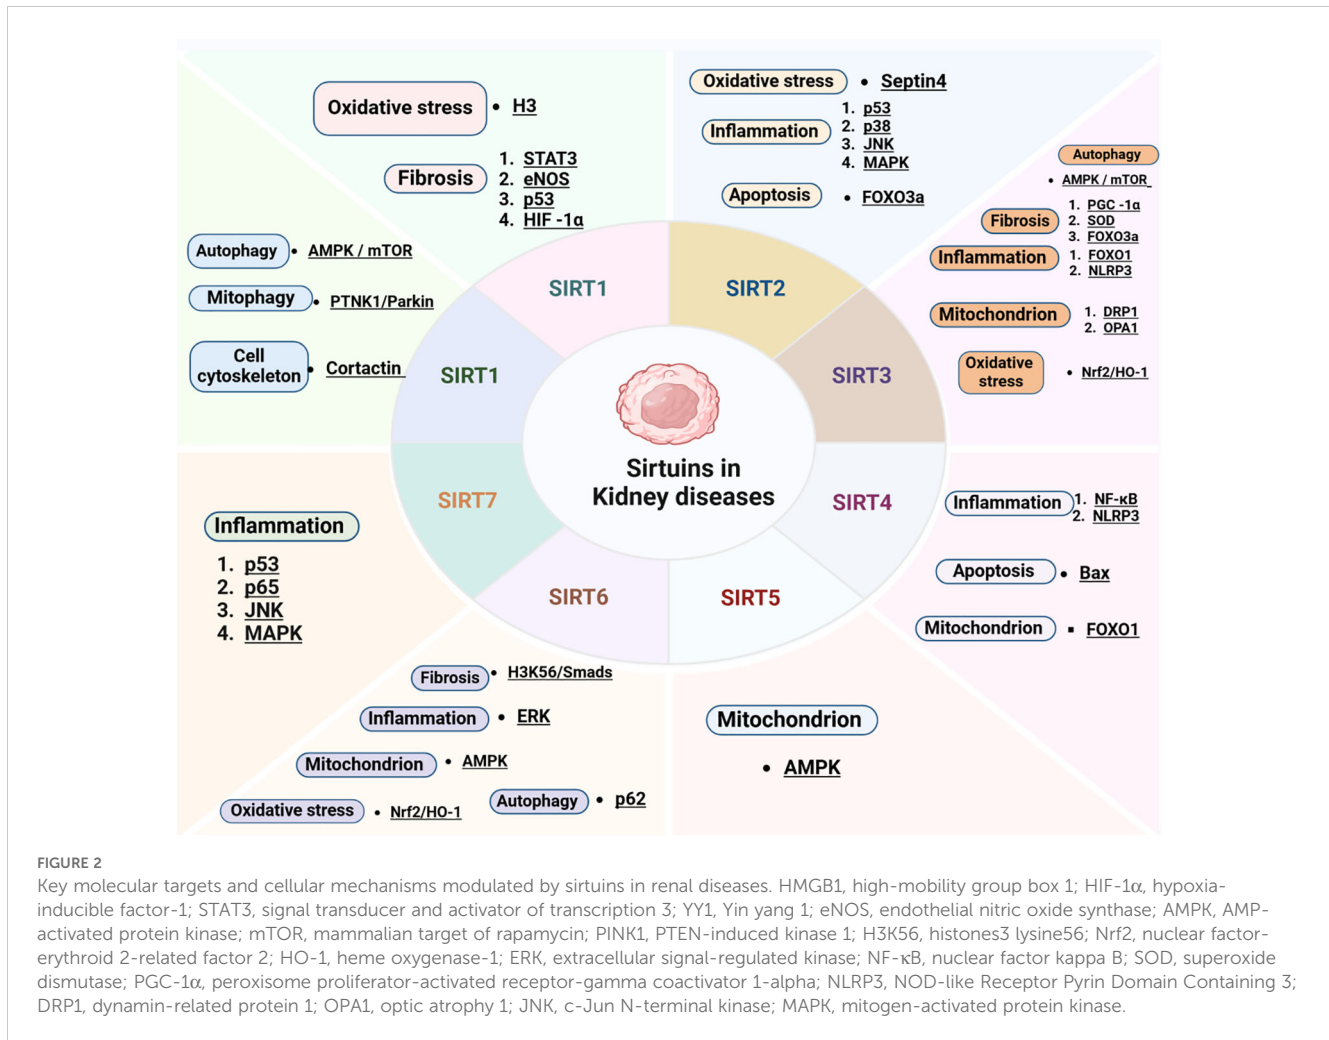 Oxidative stress • H3
Fibrosis
1. STAT3
2. eNOS
3. p53
4. HIF -1α
Autophagy • AMPK / mTOR
Mitophagy • PTNK1/Parkin
Cell
cytoskeleton • Cortactin
Oxidative stress • Septin4
Inflammation
1. p53
2. p38
3. JNK
4. MAPK
Apoptosis • FOXO3a
Autophagy
• AMPK / mTOR
Fibrosis
1. PGC -1α
2. SOD
3. FOXO3a
Inflammation
1. FOXO1
2. NLRP3
Mitochondrion
1. DRP1
2. OPA1
Oxidative
stress
• Nrf2/HO-1
SIRT1
SIRT2
SIRT1
SIRT3
SIRT7
SIRT4
SIRT6
SIRT5
Sirtuins in
Kidney diseases
Inflammation
1. NF-κB
2. NLRP3
Apoptosis • Bax
Mitochondrion ▪ FOXO1
Inflammation
1. p53
2. p65
3. JNK
4. MAPK
Fibrosis • H3K56/Smads
Inflammation • ERK
Mitochondrion • AMPK
Oxidative stress • Nrf2/HO-1
Autophagy • p62
Mitochondrion
• AMPK
FIGURE 2
Key molecular targets and cellular mechanisms modulated by sirtuins in renal diseases. HMGB1, high-mobility group box 1; HIF-1α, hypoxia-
inducible factor-1; STAT3, signal transducer and activator of transcription 3; YY1, Yin yang 1; eNOS, endothelial nitric oxide synthase; AMPK, AMP-
activated protein kinase; mTOR, mammalian target of rapamycin; PINK1, PTEN-induced kinase 1; H3K56, histones3 lysine56; Nrf2, nuclear factor-
erythroid 2-related factor 2; HO-1, heme oxygenase-1; ERK, extracellular signal-regulated kinase; NF-κB, nuclear factor kappa B; SOD, superoxide
dismutase; PGC-1α, peroxisome proliferator-activated receptor-gamma coactivator 1-alpha; NLRP3, NOD-like Receptor Pyrin Domain Containing 3;
DRP1, dynamin-related protein 1; OPA1, optic atrophy 1; JNK, c-Jun N-terminal kinase; MAPK, mitogen-activated protein kinase.